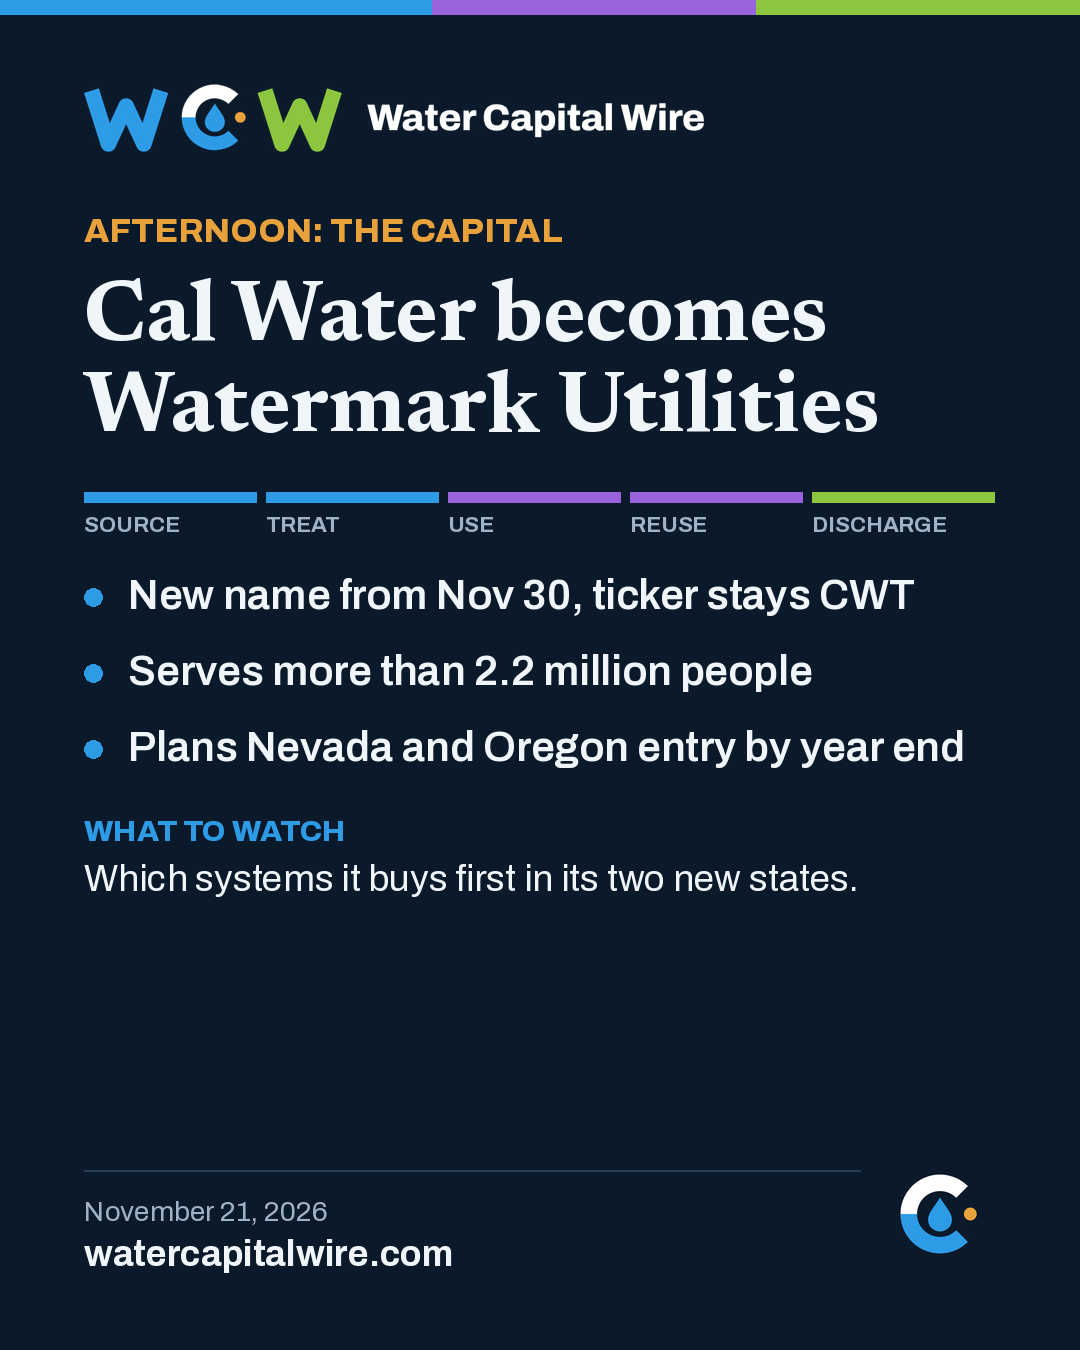 WCW Water Capital Wire
AFTERNOON: THE CAPITAL
Cal Water becomes
Watermark Utilities
SOURCE TREAT USE REUSE DISCHARGE
New name from Nov 30, ticker stays CWT
Serves more than 2.2 million people
Plans Nevada and Oregon entry by year end
WHAT TO WATCH
Which systems it buys first in its two new states.
November 21, 2026
watercapitalwire.com